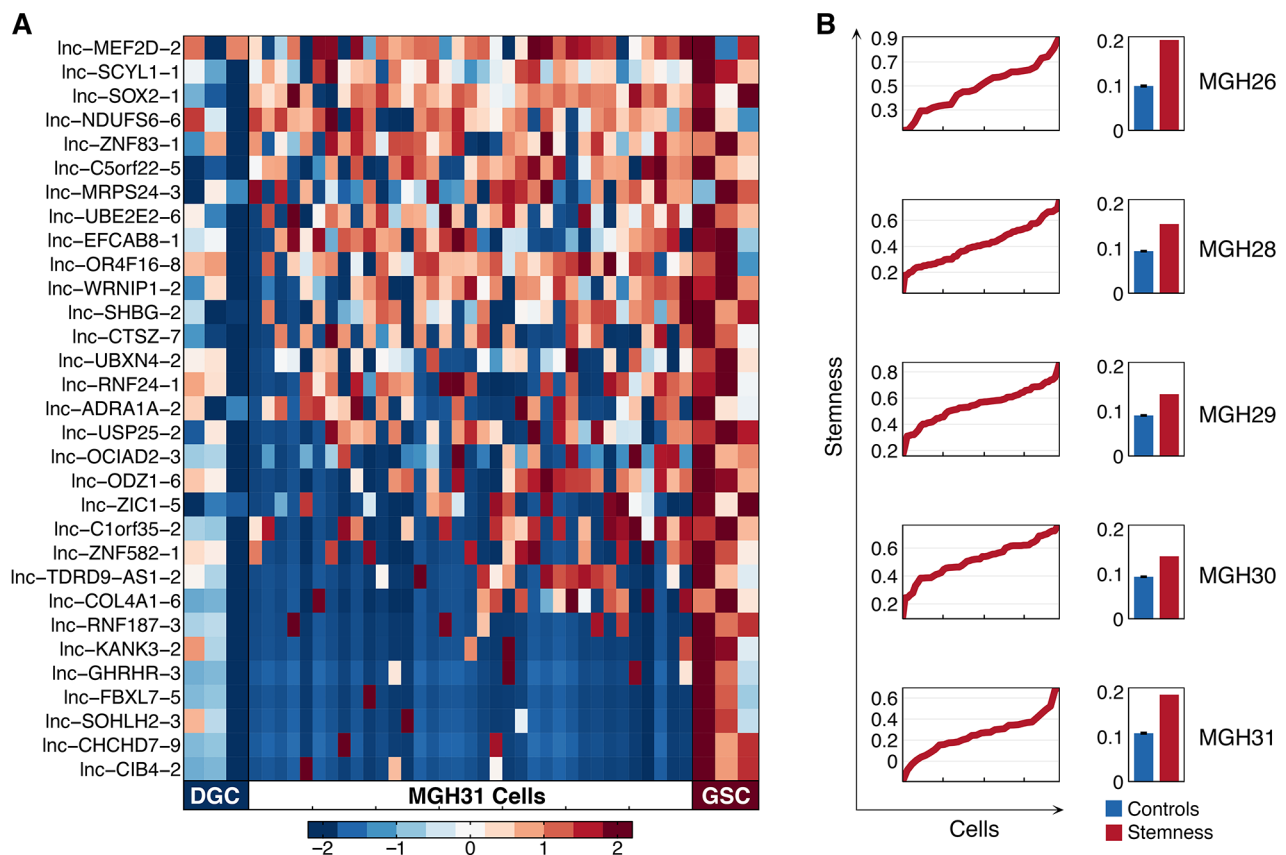 A
lnc−MEF2D−2
lnc−SCYL1−1
lnc−SOX2−1
lnc−NDUFS6−6
lnc−ZNF83−1
lnc−C5orf22−5
lnc−MRPS24−3
lnc−UBE2E2−6
lnc−EFCAB8−1
lnc−OR4F16−8
lnc−WRNIP1−2
lnc−SHBG−2
lnc−CTSZ−7
lnc−UBXN4−2
lnc−RNF24−1
lnc−ADRA1A−2
lnc−USP25−2
lnc−OCIAD2−3
lnc−ODZ1−6
lnc−ZIC1−5
lnc−C1orf35−2
lnc−ZNF582−1
lnc−TDRD9−AS1−2
lnc−COL4A1−6
lnc−RNF187−3
lnc−KANK3−2
lnc−GHRHR−3
lnc−FBXL7−5
lnc−SOHLH2−3
lnc−CHCHD7−9
lnc−CIB4−2
DGC MGH31 Cells GSC
−2 −1 0 1 2
B
Stemness
0.9
0.7
0.5
0.3
0.2
0.1
0
MGH26
0.6
0.4
0.2
0.2
0.1
0
MGH28
0.8
0.6
0.4
0.2
0.2
0.1
0
MGH29
0.6
0.4
0.2
0.2
0.1
0
MGH30
0.6
0.4
0.2
0
0.2
0.1
0
MGH31
Cells
Controls
Stemness